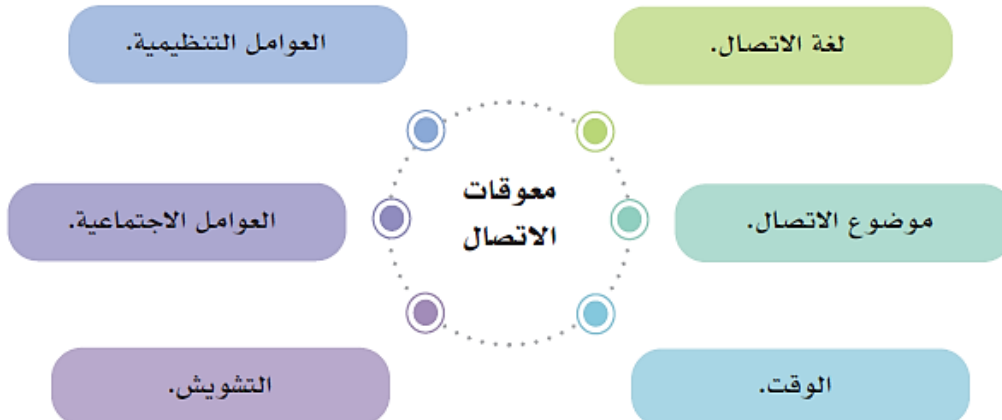 لغة الاتصال.
العوامل التنظيمية.
معوقات
الاتصال
موضوع الاتصال.
العوامل الاجتماعية.
الوقت.
التشويش.